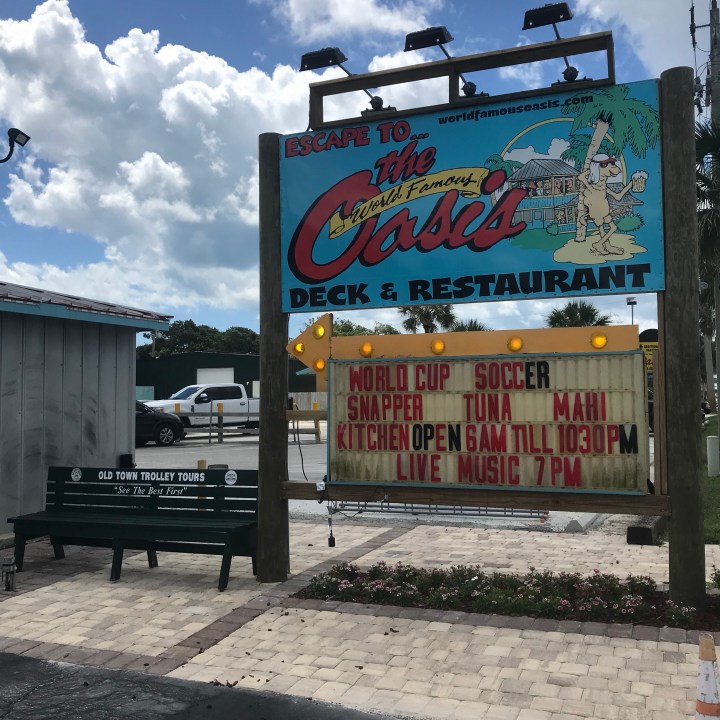 worldfamousoasis.com
ESCAPE TO...
the
World Famous
Oasis
DECK & RESTAURANT
WORLD CUP SOCCER
SNAPPER TUNA MAHI
KITCHEN OPEN 6AM TILL 1030PM
LIVE MUSIC 7PM
OLD TOWN TROLLEY TOURS
"See The Best First"